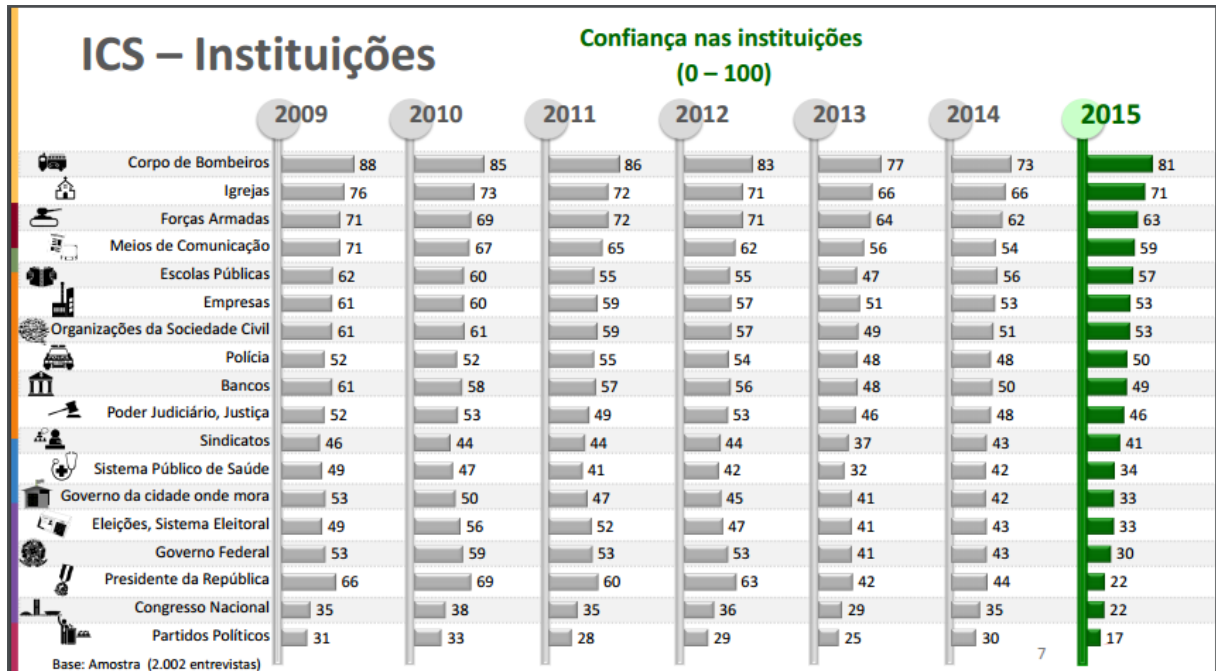 ICS – Instituições
Confiança nas instituições
(0 – 100)
2009 2010 2011 2012 2013 2014 2015
Corpo de Bombeiros 88 85 86 83 77 73 81
Igrejas 76 73 72 71 66 66 71
Forças Armadas 71 69 72 71 64 62 63
Meios de Comunicação 71 67 65 62 56 54 59
Escolas Públicas 62 60 55 55 47 56 57
Empresas 61 60 59 57 51 53 53
Organizações da Sociedade Civil 61 61 59 57 49 51 53
Polícia 52 52 55 54 48 48 50
Bancos 61 58 57 56 48 50 49
Poder Judiciário, Justiça 52 53 49 53 46 48 46
Sindicatos 46 44 44 44 37 43 41
Sistema Público de Saúde 49 47 41 42 32 42 34
Governo da cidade onde mora 53 50 47 45 41 42 33
Eleições, Sistema Eleitoral 49 56 52 47 41 43 33
Governo Federal 53 59 53 53 41 43 30
Presidente da República 66 69 60 63 42 44 22
Congresso Nacional 35 38 35 36 29 35 22
Partidos Políticos 31 33 28 29 25 30 17
Base: Amostra (2.002 entrevistas)
7